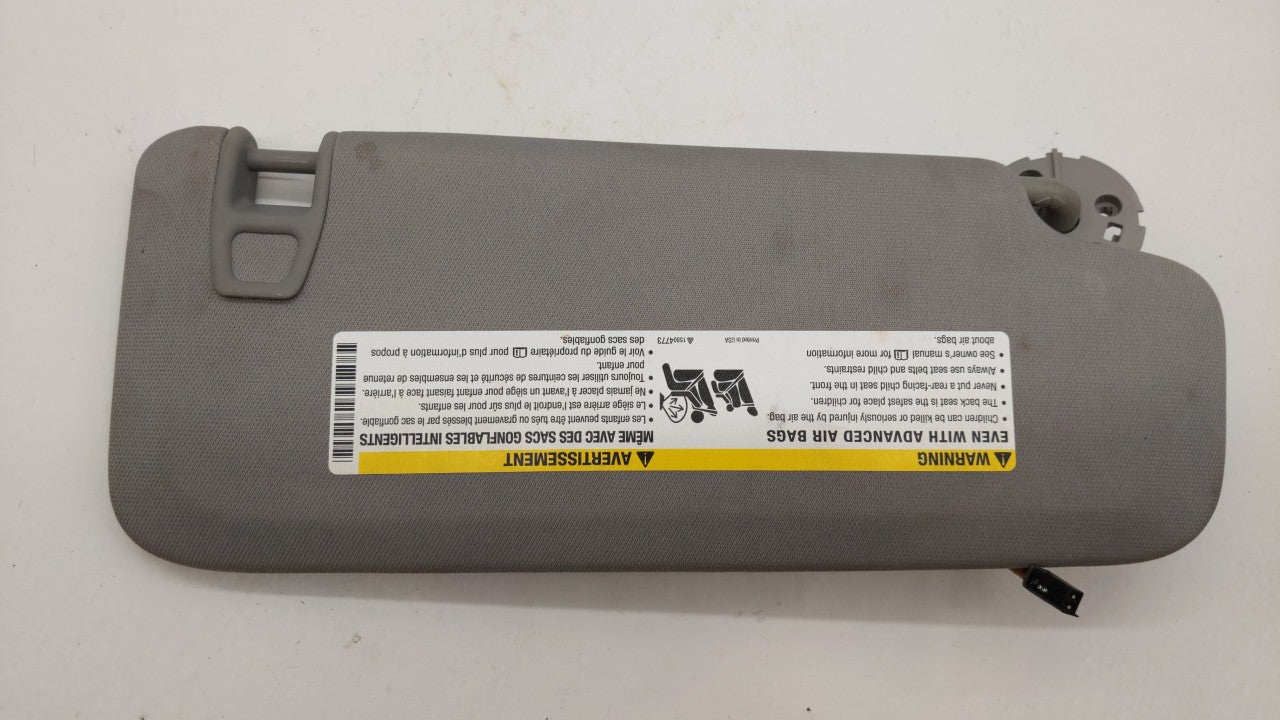 ⚠ WARNING
EVEN WITH ADVANCED AIR BAGS
• Children can be killed or seriously injured by the air bag.
• The back seat is the safest place for children.
• Never put a rear-facing child seat in the front.
• Always use seat belts and child restraints.
• See owner's manual for more information
about air bags.
Printed in USA
⚠ 15904773
⚠ AVERTISSEMENT
MÊME AVEC DES SACS GONFLABLES INTELLIGENTS
• Les enfants peuvent être tués ou gravement blessés par le sac gonflable.
• Le siège arrière est l'endroit le plus sûr pour les enfants.
• Ne jamais placer à l'avant un siège pour enfant faisant face à l'arrière.
• Toujours utiliser les ceintures de sécurité et les ensembles de retenue
pour enfant.
• Voir le guide du propriétaire pour plus d'information à propos
des sacs gonflables.